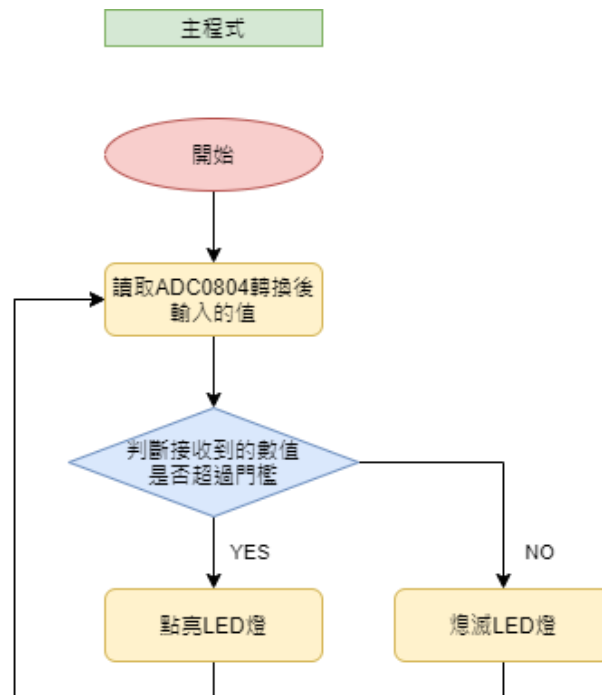 主程式
開始
讀取ADC0804轉換後
輸入的值
判斷接收到的數值
是否超過門檻
YES
NO
點亮LED燈
熄滅LED燈